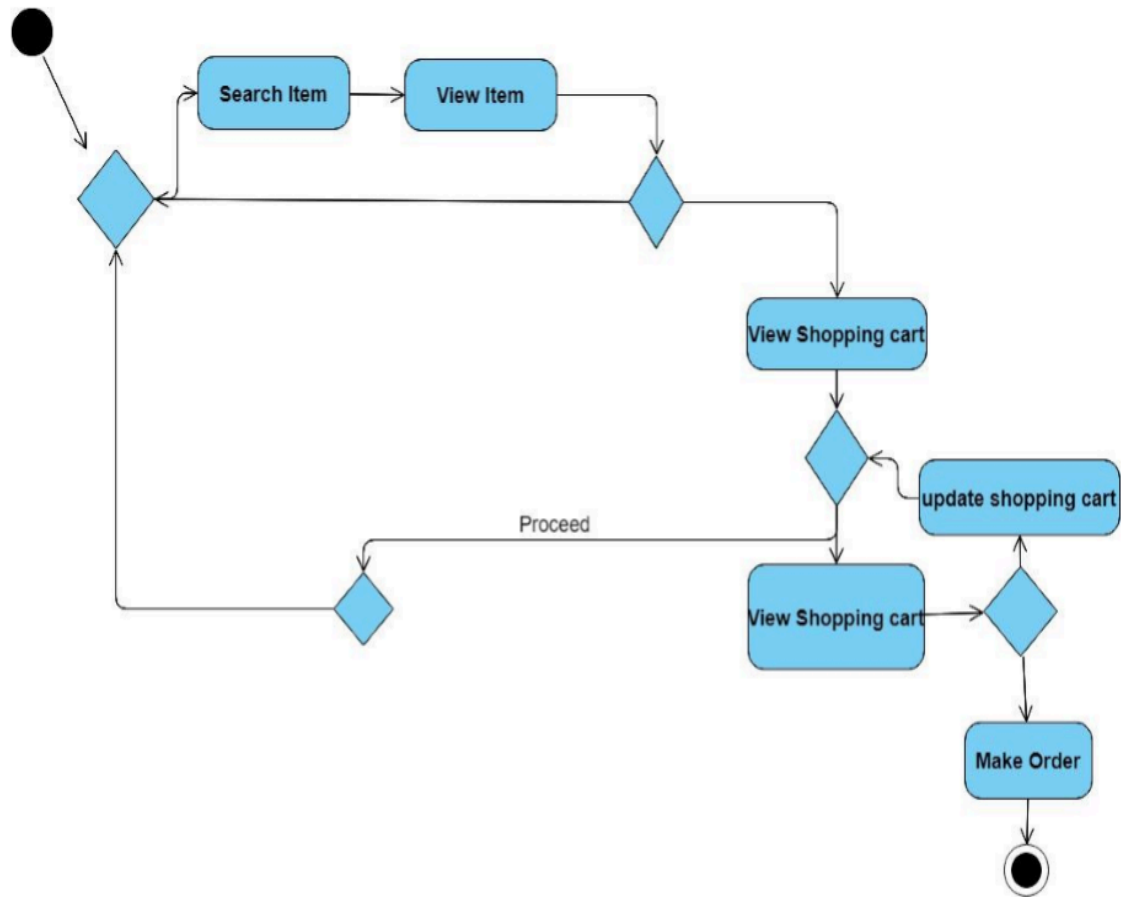 Search Item
View Item
View Shopping cart
update shopping cart
Proceed
View Shopping cart
Make Order